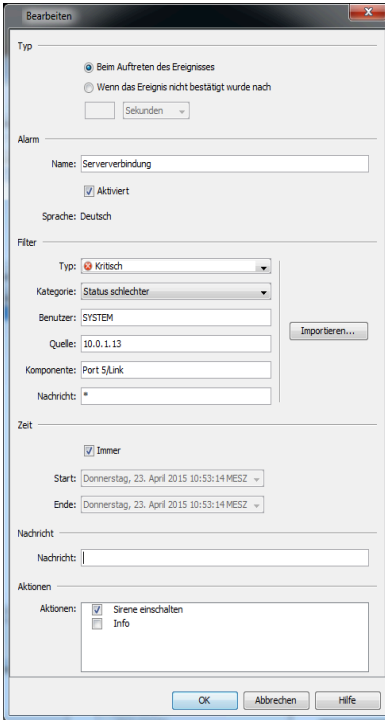 Bearbeiten
Typ
Beim Auftreten des Ereignisses
Wenn das Ereignis nicht bestätigt wurde nach
Sekunden
Alarm
Name: Serververbindung
Aktiviert
Sprache: Deutsch
Filter
Typ: Kritisch
Kategorie: Status schlechter
Benutzer: SYSTEM
Importieren...
Quelle: 10.0.1.13
Komponente: Port 5/Link
Nachricht: *
Zeit
Immer
Start: Donnerstag, 23. April 2015 10:53:14 MESZ
Ende: Donnerstag, 23. April 2015 10:53:14 MESZ
Nachricht
Nachricht:
Aktionen
Aktionen: Sirene einschalten
Info
OK Abbrechen Hilfe